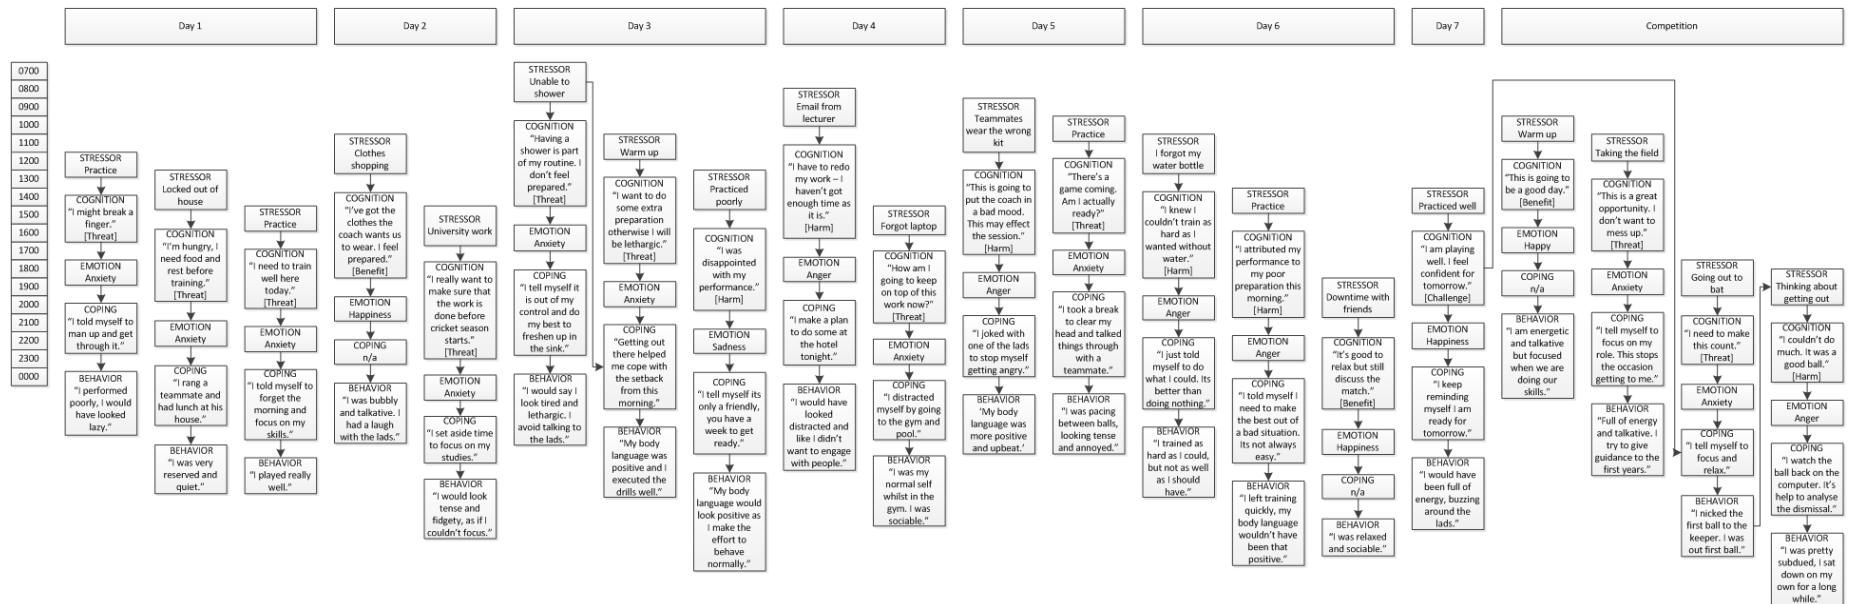 Day 1
Day 2
Day 3
Day 4
Day 5
Day 6
Day 7
Competition
0700
0800
0900
1000
1100
1200
1300
1400
1500
1600
1700
1800
1900
2000
2100
2200
2300
0000
STRESSOR
Practice
COGNITION
"I might break a
finger."
[Threat]
EMOTION
Anxiety
COPING
"I told myself to
man up and get
through it."
BEHAVIOR
"I performed
poorly, I would
have looked
lazy."
STRESSOR
Locked out of
house
COGNITION
"I'm hungry, I
need food and
rest before
training."
[Threat]
EMOTION
Anxiety
COPING
"I rang a
teammate and
had lunch at his
house."
BEHAVIOR
"I was very
reserved and
quiet."
STRESSOR
Practice
COGNITION
"I need to train
well here
today."
[Threat]
EMOTION
Anxiety
COPING
"I told myself to
forget the
morning and
focus on my
skills."
BEHAVIOR
"I played really
well."
STRESSOR
Clothes
shopping
COGNITION
"I've got the
clothes the
coach wants us
to wear. I feel
prepared."
[Benefit]
EMOTION
Happiness
COPING
n/a
BEHAVIOR
"I was bubbly
and talkative. I
had a laugh
with the lads."
STRESSOR
University work
COGNITION
"I really want to
make sure that
the work is
done before
cricket season
starts."
[Threat]
EMOTION
Anxiety
COPING
"I set aside time
to focus on my
studies."
BEHAVIOR
"I would look
tense and
fidgety, as if I
couldn't focus."
STRESSOR
Unable to
shower
COGNITION
"Having a
shower is part
of my routine. I
don't feel
prepared."
[Threat]
EMOTION
Anxiety
COPING
"I tell myself it
is out of my
control and do
my best to
freshen up in
the sink."
BEHAVIOR
"I would say I
look tired and
lethargic. I
avoid talking to
the lads."
STRESSOR
Warm up
COGNITION
"I want to do
some extra
preparation
otherwise I will
be lethargic."
[Threat]
EMOTION
Anxiety
COPING
"Getting out
there helped
me cope with
the setback
from this
morning."
BEHAVIOR
"My body
language was
positive and I
executed the
drills well."
STRESSOR
Practiced
poorly
COGNITION
"I was
disappointed
with my
performance."
[Harm]
EMOTION
Sadness
COPING
"I tell myself its
only a friendly,
you have a
week to get
ready."
BEHAVIOR
"My body
language would
look positive as
I make the
effort to
behave
normally."
STRESSOR
Email from
lecturer
COGNITION
"I have to redo
my work – I
haven't got
enough time as
it is."
[Harm]
EMOTION
Anger
COPING
"I make a plan
to do some at
the hotel
tonight."
BEHAVIOR
"I would have
looked
distracted and
like I didn't
want to engage
with people."
STRESSOR
Forgot laptop
COGNITION
"How am I
going to keep
on top of this
work now?"
[Threat]
EMOTION
Anxiety
COPING
"I distracted
myself by going
to the gym and
pool."
BEHAVIOR
"I was my
normal self
whilst in the
gym. I was
sociable."
STRESSOR
Teammates
wear the wrong
kit
COGNITION
"This is going to
put the coach in
a bad mood.
This may effect
the session."
[Harm]
EMOTION
Anger
COPING
"I joked with
one of the lads
to stop myself
getting angry."
BEHAVIOR
'My body
language was
more positive
and upbeat.'
STRESSOR
Practice
COGNITION
"There's a
game coming.
Am I actually
ready?"
[Threat]
EMOTION
Anxiety
COPING
"I took a break
to clear my
head and talked
things through
with a
teammate."
BEHAVIOR
"I was pacing
between balls,
looking tense
and annoyed."
STRESSOR
I forgot my
water bottle
COGNITION
"I knew I
couldn't train as
hard as I
wanted without
water."
[Harm]
EMOTION
Anger
COPING
"I just told
myself to do
what I could. Its
better than
doing nothing."
BEHAVIOR
"I trained as
hard as I could,
but not as well
as I should
have."
STRESSOR
Practice
COGNITION
"I attributed my
performance to
my poor
preparation this
morning."
[Harm]
EMOTION
Anger
COPING
"I told myself I
need to make
the best out of
a bad situation.
Its not always
easy."
BEHAVIOR
"I left training
quickly, my
body language
wouldn't have
been that
positive."
STRESSOR
Downtime with
friends
COGNITION
"It's good to
relax but still
discuss the
match."
[Benefit]
EMOTION
Happiness
COPING
n/a
BEHAVIOR
"I was relaxed
and sociable."
STRESSOR
Practiced well
COGNITION
"I am playing
well. I feel
confident for
tomorrow."
[Challenge]
EMOTION
Happiness
COPING
"I keep
reminding
myself I am
ready for
tomorrow."
BEHAVIOR
"I would have
been full of
energy, buzzing
around the
lads."
STRESSOR
Warm up
COGNITION
"This is going to
be a good day."
[Benefit]
EMOTION
Happy
COPING
n/a
BEHAVIOR
"I am energetic
and talkative
but focused
when we are
doing our
skills."
STRESSOR
Taking the field
COGNITION
"This is a great
opportunity. I
don't want to
mess up."
[Threat]
EMOTION
Anxiety
COPING
"I tell myself to
focus on my
role. This stops
the occasion
getting to me."
BEHAVIOR
"Full of energy
and talkative. I
try to give
guidance to the
first years."
STRESSOR
Going out to
bat
COGNITION
"I need to make
this count."
[Threat]
EMOTION
Anxiety
COPING
"I tell myself to
focus and
relax."
BEHAVIOR
"I nicked the
first ball to the
keeper. I was
out first ball."
STRESSOR
Thinking about
getting out
COGNITION
"I couldn't do
much. It was a
good ball."
[Harm]
EMOTION
Anger
COPING
"I watch the
ball back on the
computer. It's
help to analyse
the dismissal."
BEHAVIOR
"I was pretty
subdued, I sat
down on my
own for a long
while."